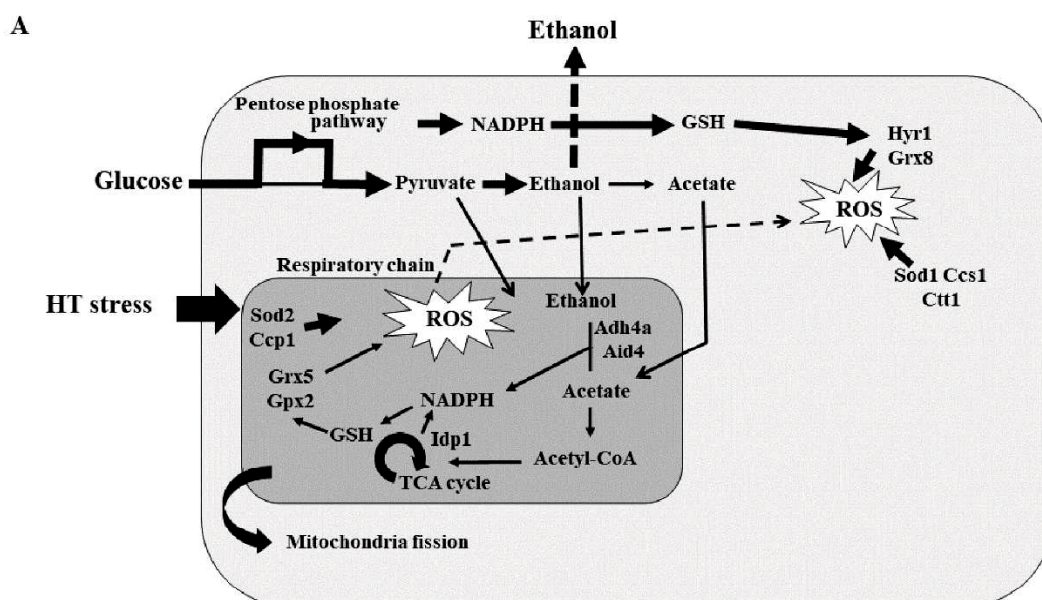 A
Ethanol
Pentose phosphate
pathway
NADPH
GSH
Hyr1
Grx8
Glucose
Pyruvate
Ethanol
Acetate
ROS
Sod1 Ccs1
Ctt1
Respiratory chain
HT stress
Sod2
Ccp1
ROS
Ethanol
Adh4a
Aid4
Grx5
Gpx2
NADPH
Acetate
GSH
Idp1
Acetyl-CoA
TCA cycle
Mitochondria fission